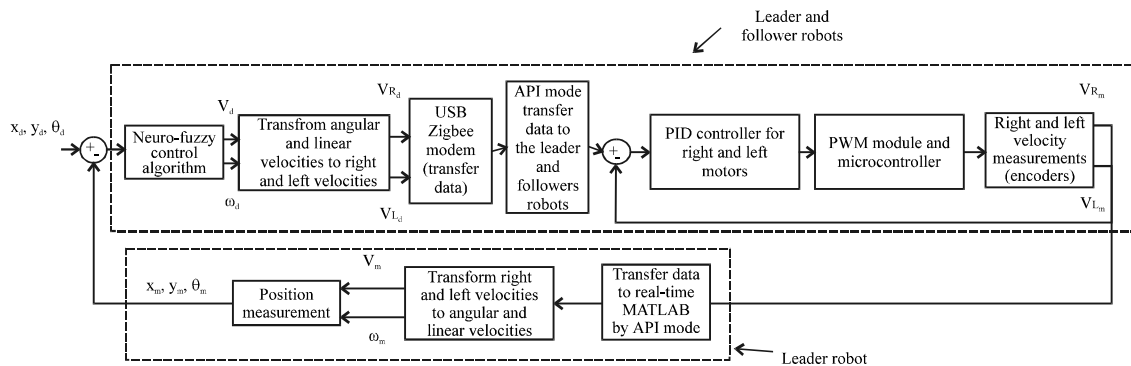 Leader and
follower robots
x_d, y_d, θ_d
+
-
Neuro-fuzzy
control
algorithm
V_d
ω_d
Transfrom angular
and linear
velocities to right
and left velocities
V_R_d
V_L_d
USB
Zigbee
modem
(transfer
data)
API mode
transfer
data to
the leader
and
followers
robots
+
-
PID controller for
right and left
motors
PWM module and
microcontroller
Right and left
velocity
measurements
(encoders)
V_R_m
V_L_m
x_m, y_m, θ_m
Position
measurement
V_m
ω_m
Transform right
and left velocities
to angular and
linear velocities
Transfer data
to real-time
MATLAB
by API mode
Leader robot